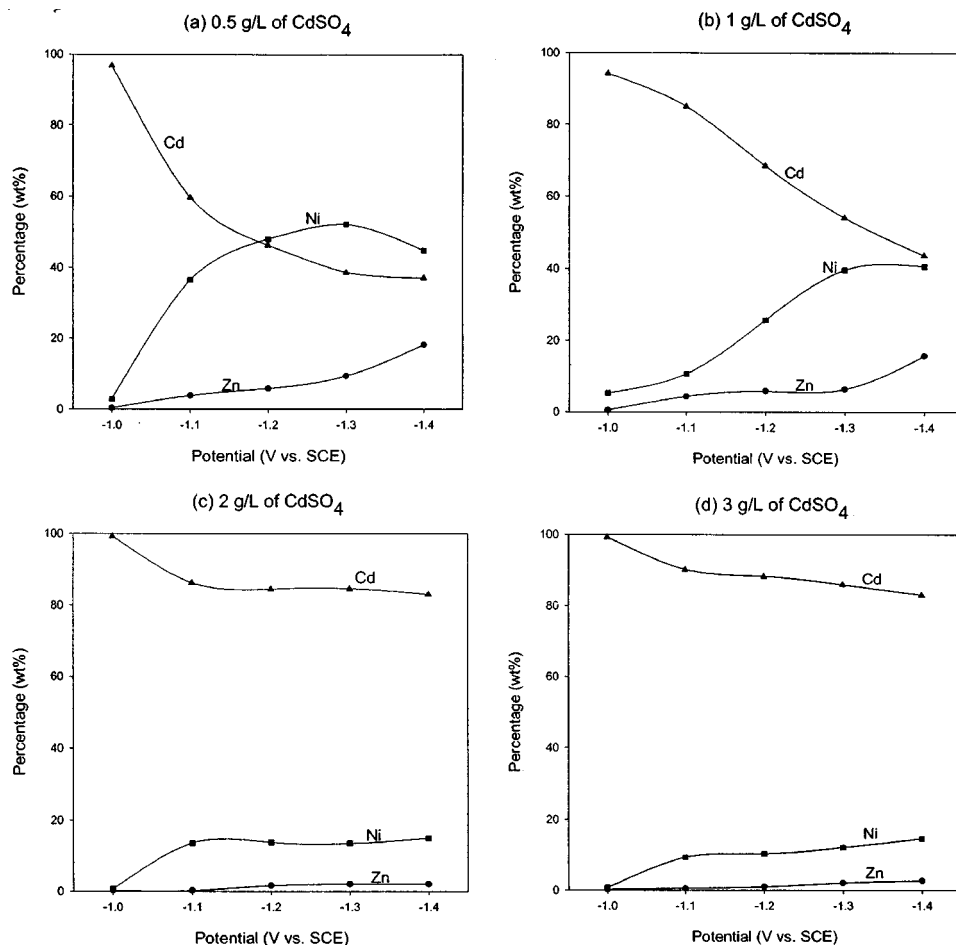 (a) 0.5 g/L of CdSO4
100
80
60
40
20
0
Percentage (wt%)
Cd
Ni
Zn
-1.0 -1.1 -1.2 -1.3 -1.4
Potential (V vs. SCE)
(b) 1 g/L of CdSO4
100
80
60
40
20
0
Percentage (wt%)
Cd
Ni
Zn
-1.0 -1.1 -1.2 -1.3 -1.4
Potential (V vs. SCE)
(c) 2 g/L of CdSO4
100
80
60
40
20
0
Percentage (wt%)
Cd
Ni
Zn
-1.0 -1.1 -1.2 -1.3 -1.4
Potential (V vs. SCE)
(d) 3 g/L of CdSO4
100
80
60
40
20
0
Percentage (wt%)
Cd
Ni
Zn
-1.0 -1.1 -1.2 -1.3 -1.4
Potential (V vs. SCE)